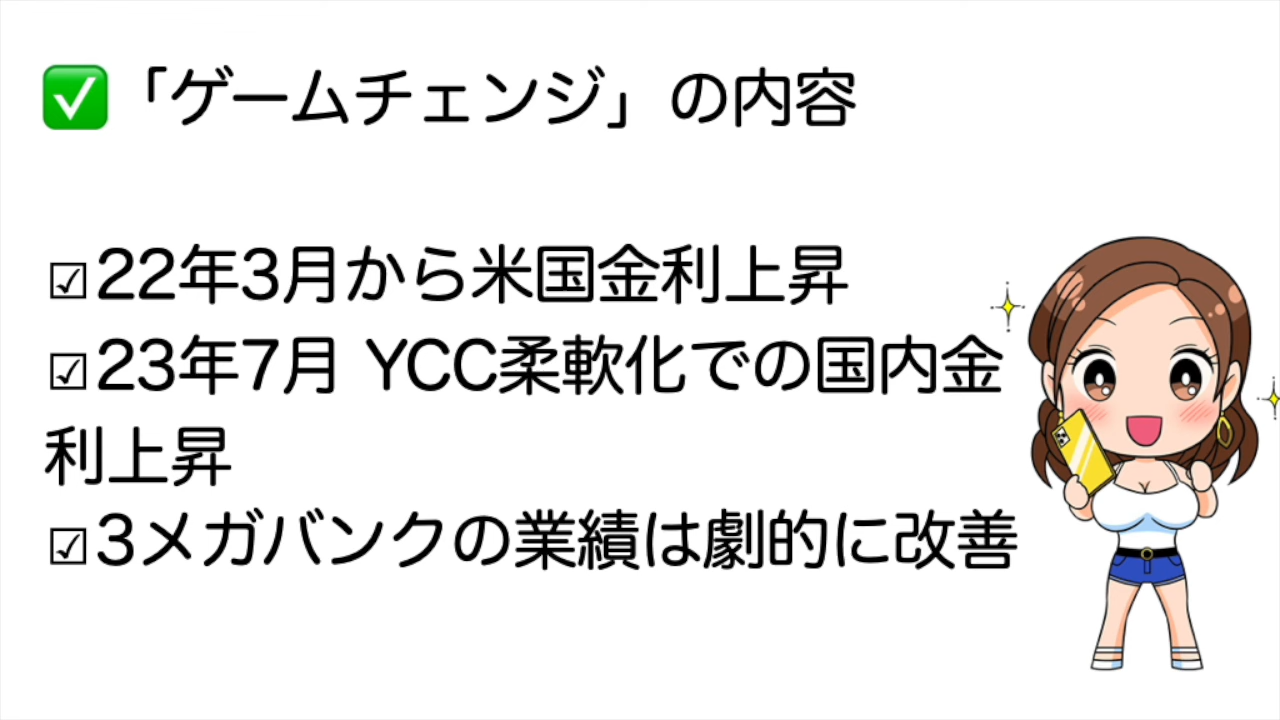 ✅「ゲームチェンジ」の内容
☑22年3月から米国金利上昇
☑23年7月 YCC柔軟化での国内金
利上昇
☑3メガバンクの業績は劇的に改善